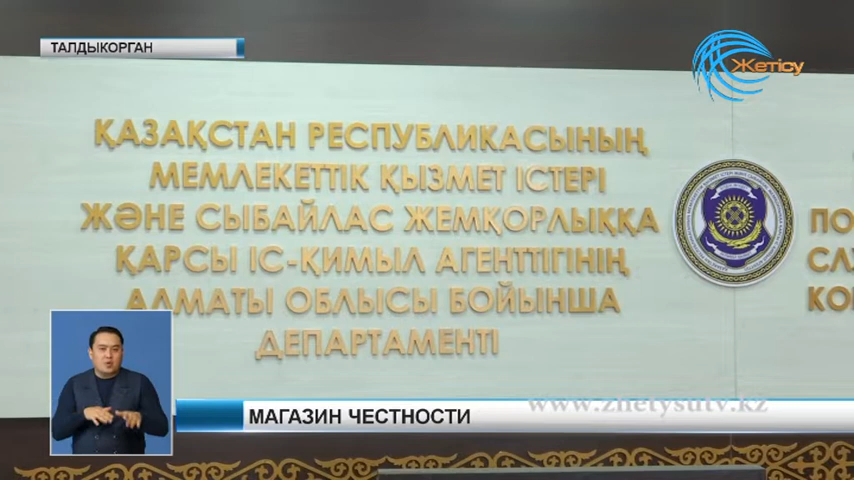 ТАЛДЫКОРГАН
Жетісу
ҚАЗАҚСТАН РЕСПУБЛИКАСЫНЫҢ
МЕМЛЕКЕТТІК ҚЫЗМЕТ ІСТЕРІ
ЖӘНЕ СЫБАЙЛАС ЖЕМҚОРЛЫҚҚА
ҚАРСЫ ІС-ҚИМЫЛ АГЕНТТІГІНІҢ
АЛМАТЫ ОБЛЫСЫ БОЙЫНША
ДЕПАРТАМЕНТІ
МАГАЗИН ЧЕСТНОСТИ
www.zhetysutv.kz